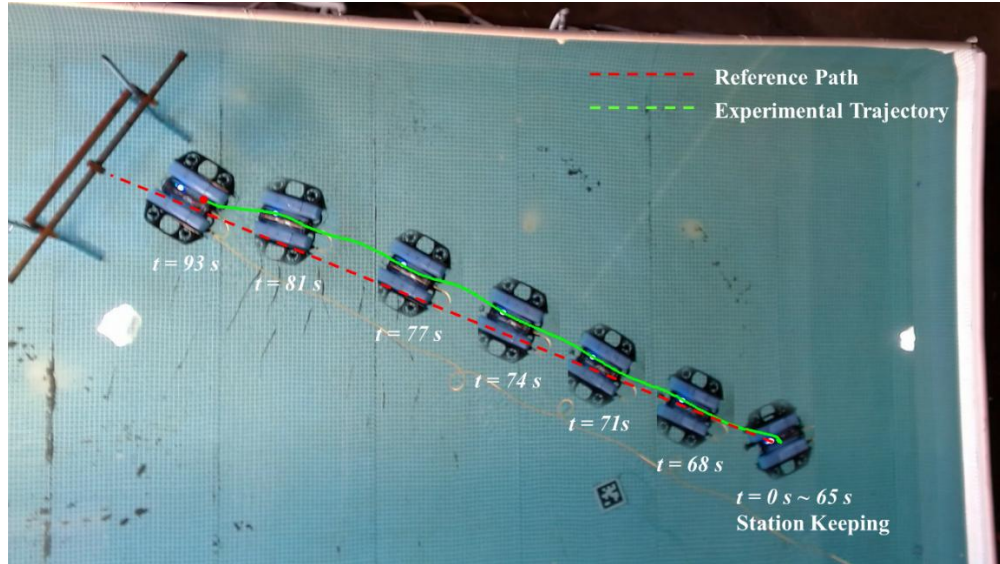 Reference Path
Experimental Trajectory
t = 93 s
t = 81 s
t = 77 s
t = 74 s
t = 71s
t = 68 s
t = 0 s ~ 65 s
Station Keeping